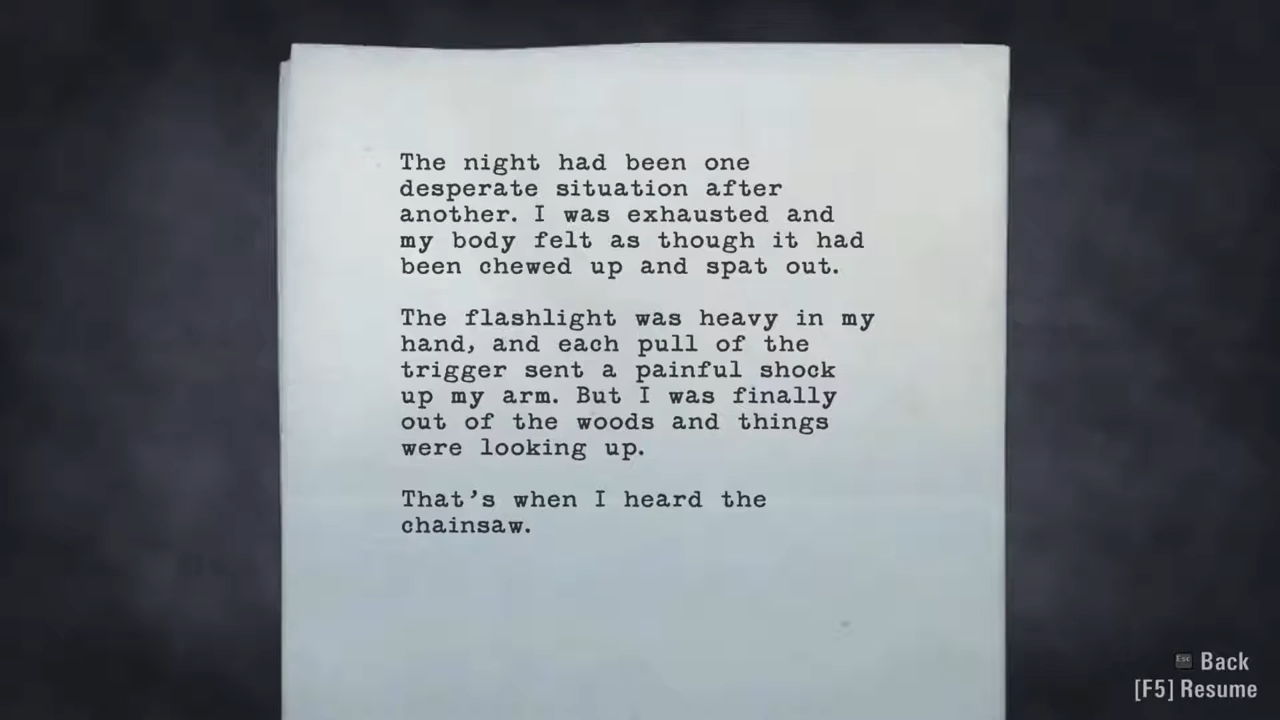 The night had been one
desperate situation after
another. I was exhausted and
my body felt as though it had
been chewed up and spat out.
The flashlight was heavy in my
hand, and each pull of the
trigger sent a painful shock
up my arm. But I was finally
out of the woods and things
were looking up.
That's when I heard the
chainsaw.
Esc Back
[F5] Resume